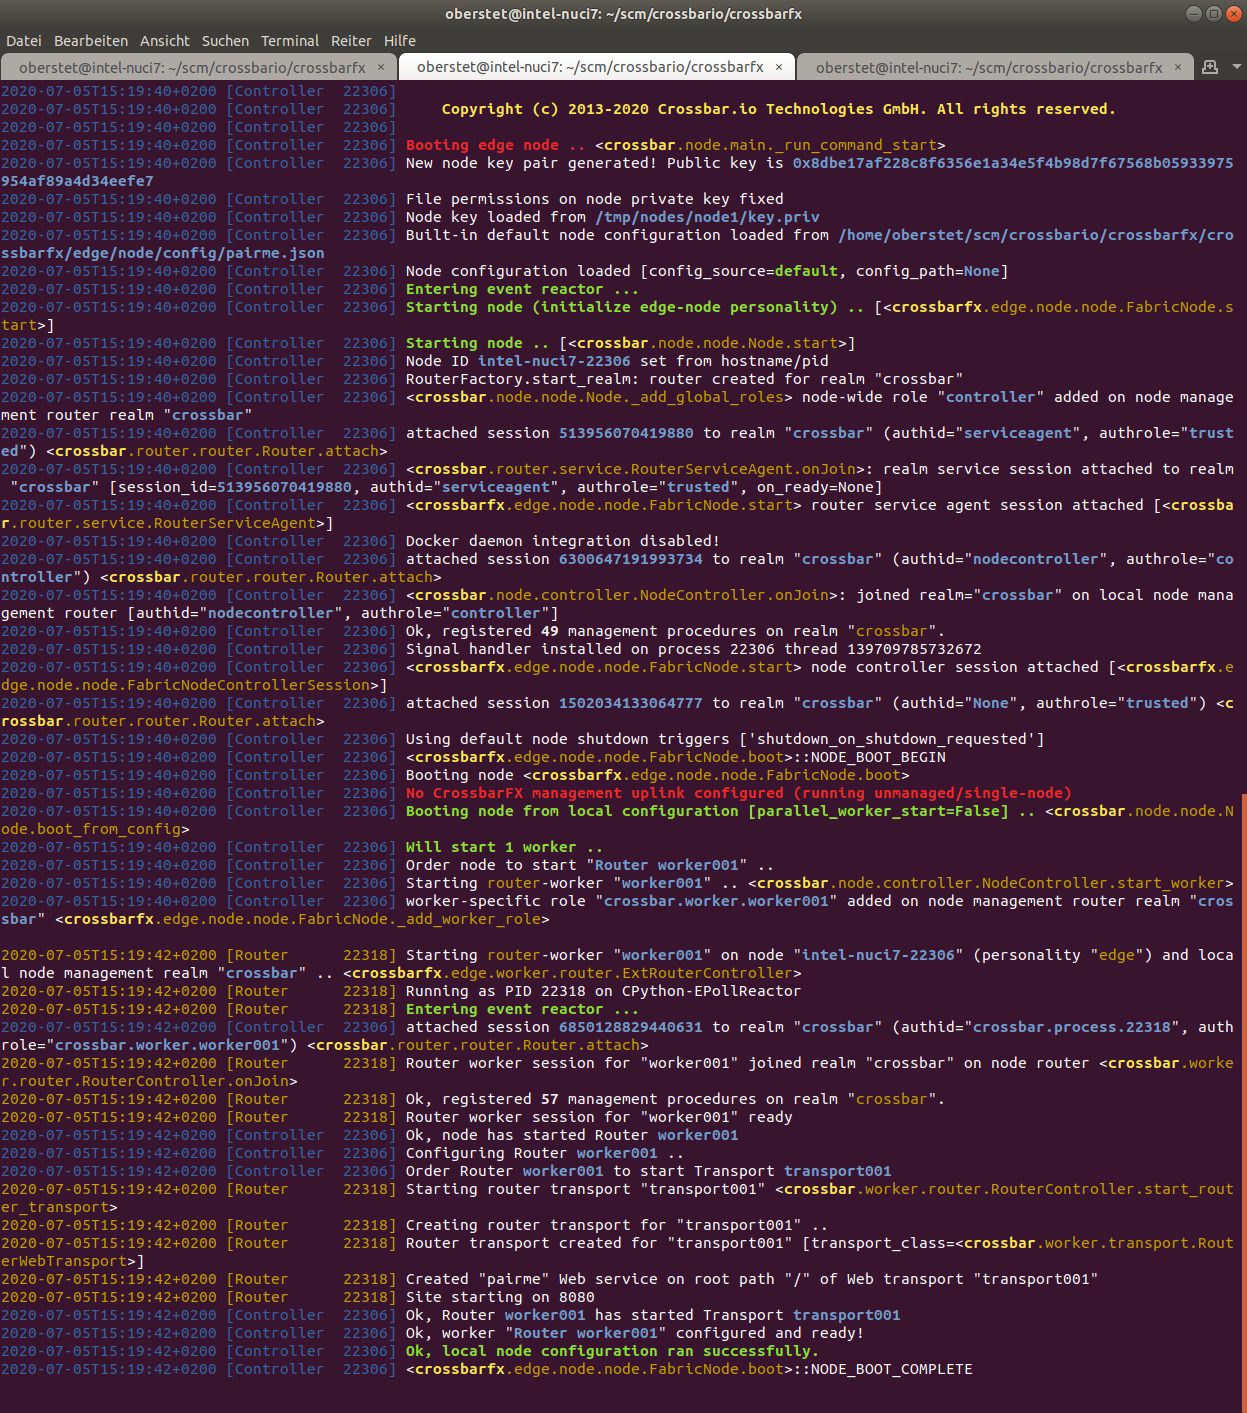 oberstet@intel-nuci7: ~/scm/crossbario/crossbarfx
Datei Bearbeiten Ansicht Suchen Terminal Reiter Hilfe
oberstet@intel-nuci7: ~/scm/crossbario/crossbarfx × oberstet@intel-nuci7: ~/scm/crossbario/crossbarfx × oberstet@intel-nuci7: ~/scm/crossbario/crossbarfx ×
2020-07-05T15:19:40+0200 [Controller  22306]
2020-07-05T15:19:40+0200 [Controller  22306]     Copyright (c) 2013-2020 Crossbar.io Technologies GmbH. All rights reserved.
2020-07-05T15:19:40+0200 [Controller  22306]
2020-07-05T15:19:40+0200 [Controller  22306] Booting edge node .. <crossbar.node.main._run_command_start>
2020-07-05T15:19:40+0200 [Controller  22306] New node key pair generated! Public key is 0x8dbe17af228c8f6356e1a34e5f4b98d7f67568b05933975
954af89a4d34eefe7
2020-07-05T15:19:40+0200 [Controller  22306] File permissions on node private key fixed
2020-07-05T15:19:40+0200 [Controller  22306] Node key loaded from /tmp/nodes/node1/key.priv
2020-07-05T15:19:40+0200 [Controller  22306] Built-in default node configuration loaded from /home/oberstet/scm/crossbario/crossbarfx/cro
ssbarfx/edge/node/config/pairme.json
2020-07-05T15:19:40+0200 [Controller  22306] Node configuration loaded [config_source=default, config_path=None]
2020-07-05T15:19:40+0200 [Controller  22306] Entering event reactor ...
2020-07-05T15:19:40+0200 [Controller  22306] Starting node (initialize edge-node personality) .. [<crossbarfx.edge.node.node.FabricNode.s
tart>]
2020-07-05T15:19:40+0200 [Controller  22306] Starting node .. [<crossbar.node.node.Node.start>]
2020-07-05T15:19:40+0200 [Controller  22306] Node ID intel-nuci7-22306 set from hostname/pid
2020-07-05T15:19:40+0200 [Controller  22306] RouterFactory.start_realm: router created for realm "crossbar"
2020-07-05T15:19:40+0200 [Controller  22306] <crossbar.node.node.Node._add_global_roles> node-wide role "controller" added on node manage
ment router realm "crossbar"
2020-07-05T15:19:40+0200 [Controller  22306] attached session 513956070419880 to realm "crossbar" (authid="serviceagent", authrole="trust
ed") <crossbar.router.router.Router.attach>
2020-07-05T15:19:40+0200 [Controller  22306] <crossbar.router.service.RouterServiceAgent.onJoin>: realm service session attached to realm
 "crossbar" [session_id=513956070419880, authid="serviceagent", authrole="trusted", on_ready=None]
2020-07-05T15:19:40+0200 [Controller  22306] <crossbarfx.edge.node.node.FabricNode.start> router service agent session attached [<crossba
r.router.service.RouterServiceAgent>]
2020-07-05T15:19:40+0200 [Controller  22306] Docker daemon integration disabled!
2020-07-05T15:19:40+0200 [Controller  22306] attached session 6300647191993734 to realm "crossbar" (authid="nodecontroller", authrole="co
ntroller") <crossbar.router.router.Router.attach>
2020-07-05T15:19:40+0200 [Controller  22306] <crossbar.node.controller.NodeController.onJoin>: joined realm="crossbar" on local node mana
gement router [authid="nodecontroller", authrole="controller"]
2020-07-05T15:19:40+0200 [Controller  22306] Ok, registered 49 management procedures on realm "crossbar".
2020-07-05T15:19:40+0200 [Controller  22306] Signal handler installed on process 22306 thread 139709785732672
2020-07-05T15:19:40+0200 [Controller  22306] <crossbarfx.edge.node.node.FabricNode.start> node controller session attached [<crossbarfx.e
dge.node.node.FabricNodeControllerSession>]
2020-07-05T15:19:40+0200 [Controller  22306] attached session 1502034133064777 to realm "crossbar" (authid="None", authrole="trusted") <c
rossbar.router.router.Router.attach>
2020-07-05T15:19:40+0200 [Controller  22306] Using default node shutdown triggers ['shutdown_on_shutdown_requested']
2020-07-05T15:19:40+0200 [Controller  22306] <crossbarfx.edge.node.node.FabricNode.boot>::NODE_BOOT_BEGIN
2020-07-05T15:19:40+0200 [Controller  22306] Booting node <crossbarfx.edge.node.node.FabricNode.boot>
2020-07-05T15:19:40+0200 [Controller  22306] No CrossbarFX management uplink configured (running unmanaged/single-node)
2020-07-05T15:19:40+0200 [Controller  22306] Booting node from local configuration [parallel_worker_start=False] .. <crossbar.node.node.N
ode.boot_from_config>
2020-07-05T15:19:40+0200 [Controller  22306] Will start 1 worker ..
2020-07-05T15:19:40+0200 [Controller  22306] Order node to start "Router worker001" ..
2020-07-05T15:19:40+0200 [Controller  22306] Starting router-worker "worker001" .. <crossbar.node.controller.NodeController.start_worker>
2020-07-05T15:19:40+0200 [Controller  22306] worker-specific role "crossbar.worker.worker001" added on node management router realm "cros
sbar" <crossbarfx.edge.node.node.FabricNode._add_worker_role>
2020-07-05T15:19:42+0200 [Router      22318] Starting router-worker "worker001" on node "intel-nuci7-22306" (personality "edge") and loca
l node management realm "crossbar" .. <crossbarfx.edge.worker.router.ExtRouterController>
2020-07-05T15:19:42+0200 [Router      22318] Running as PID 22318 on CPython-EPollReactor
2020-07-05T15:19:42+0200 [Router      22318] Entering event reactor ...
2020-07-05T15:19:42+0200 [Controller  22306] attached session 6850128829440631 to realm "crossbar" (authid="crossbar.process.22318", auth
role="crossbar.worker.worker001") <crossbar.router.router.Router.attach>
2020-07-05T15:19:42+0200 [Router      22318] Router worker session for "worker001" joined realm "crossbar" on node router <crossbar.worke
r.router.RouterController.onJoin>
2020-07-05T15:19:42+0200 [Router      22318] Ok, registered 57 management procedures on realm "crossbar".
2020-07-05T15:19:42+0200 [Router      22318] Router worker session for "worker001" ready
2020-07-05T15:19:42+0200 [Controller  22306] Ok, node has started Router worker001
2020-07-05T15:19:42+0200 [Controller  22306] Configuring Router worker001 ..
2020-07-05T15:19:42+0200 [Controller  22306] Order Router worker001 to start Transport transport001
2020-07-05T15:19:42+0200 [Router      22318] Starting router transport "transport001" <crossbar.worker.router.RouterController.start_rout
er_transport>
2020-07-05T15:19:42+0200 [Router      22318] Creating router transport for "transport001" ..
2020-07-05T15:19:42+0200 [Router      22318] Router transport created for "transport001" [transport_class=<crossbar.worker.transport.Rout
erWebTransport>]
2020-07-05T15:19:42+0200 [Router      22318] Created "pairme" Web service on root path "/" of Web transport "transport001"
2020-07-05T15:19:42+0200 [Router      22318] Site starting on 8080
2020-07-05T15:19:42+0200 [Controller  22306] Ok, Router worker001 has started Transport transport001
2020-07-05T15:19:42+0200 [Controller  22306] Ok, worker "Router worker001" configured and ready!
2020-07-05T15:19:42+0200 [Controller  22306] Ok, local node configuration ran successfully.
2020-07-05T15:19:42+0200 [Controller  22306] <crossbarfx.edge.node.node.FabricNode.boot>::NODE_BOOT_COMPLETE